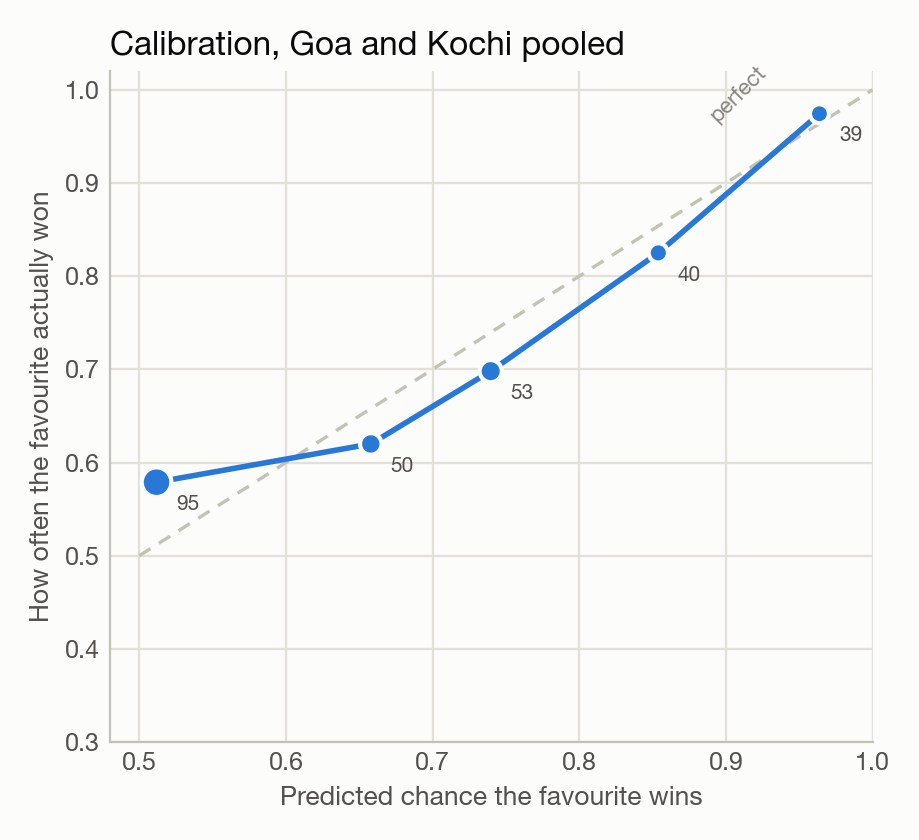 Calibration, Goa and Kochi pooled
How often the favourite actually won
1.0
0.9
0.8
0.7
0.6
0.5
0.4
0.3
perfect
39
40
53
50
95
0.5 0.6 0.7 0.8 0.9 1.0
Predicted chance the favourite wins